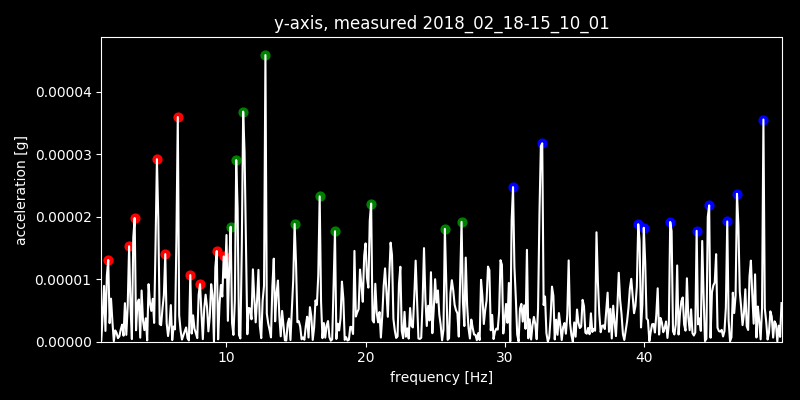 y-axis, measured 2018_02_18-15_10_01
acceleration [g]
0.00004
0.00003
0.00002
0.00001
0.00000
10 20 30 40
frequency [Hz]